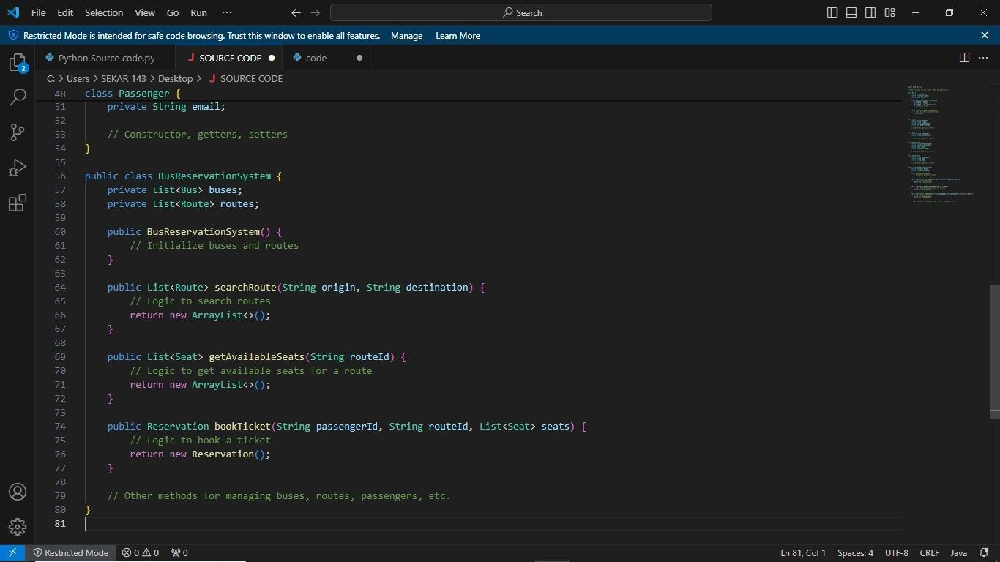 File Edit Selection View Go Run ··· Search
Restricted Mode is intended for safe code browsing. Trust this window to enable all features. Manage Learn More
Python Source code.py J SOURCE CODE code
2
C: > Users > SEKAR 143 > Desktop > J SOURCE CODE
48 class Passenger {
51 private String email;
52
53 // Constructor, getters, setters
54 }
55
56 public class BusReservationSystem {
57 private List<Bus> buses;
58 private List<Route> routes;
59
60 public BusReservationSystem() {
61 // Initialize buses and routes
62 }
63
64 public List<Route> searchRoute(String origin, String destination) {
65 // Logic to search routes
66 return new ArrayList<>();
67 }
68
69 public List<Seat> getAvailableSeats(String routeId) {
70 // Logic to get available seats for a route
71 return new ArrayList<>();
72 }
73
74 public Reservation bookTicket(String passengerId, String routeId, List<Seat> seats) {
75 // Logic to book a ticket
76 return new Reservation();
77 }
78
79 // Other methods for managing buses, routes, passengers, etc.
80 }
81
Restricted Mode 0 0 0 Ln 81, Col 1 Spaces: 4 UTF-8 CRLF Java